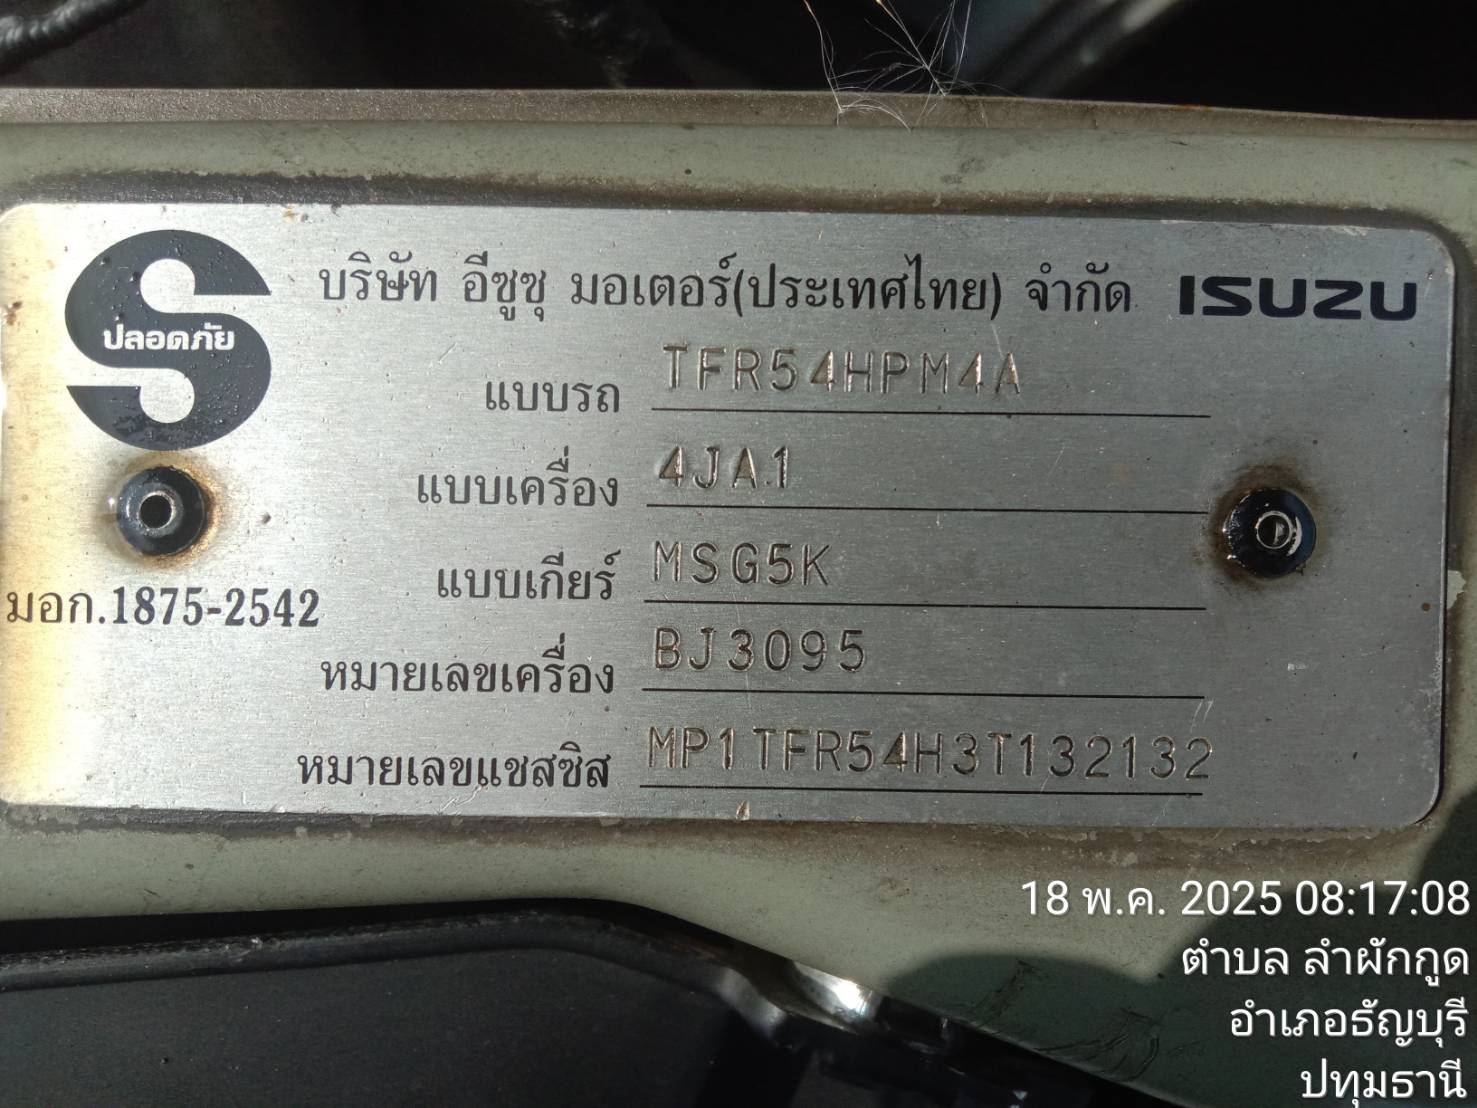 บริษัท อีซูซุ มอเตอร์(ประเทศไทย) จำกัด ISUZU
ปลอดภัย
แบบรถ TFR54HPM4A
แบบเครื่อง 4JA1
แบบเกียร์ MSG5K
มอก.1875-2542
หมายเลขเครื่อง BJ3095
หมายเลขแชสซิส MP1TFR54H3T132132
18 พ.ค. 2025 08:17:08
ตำบล ลำผักกูด
อำเภอธัญบุรี
ปทุมธานี